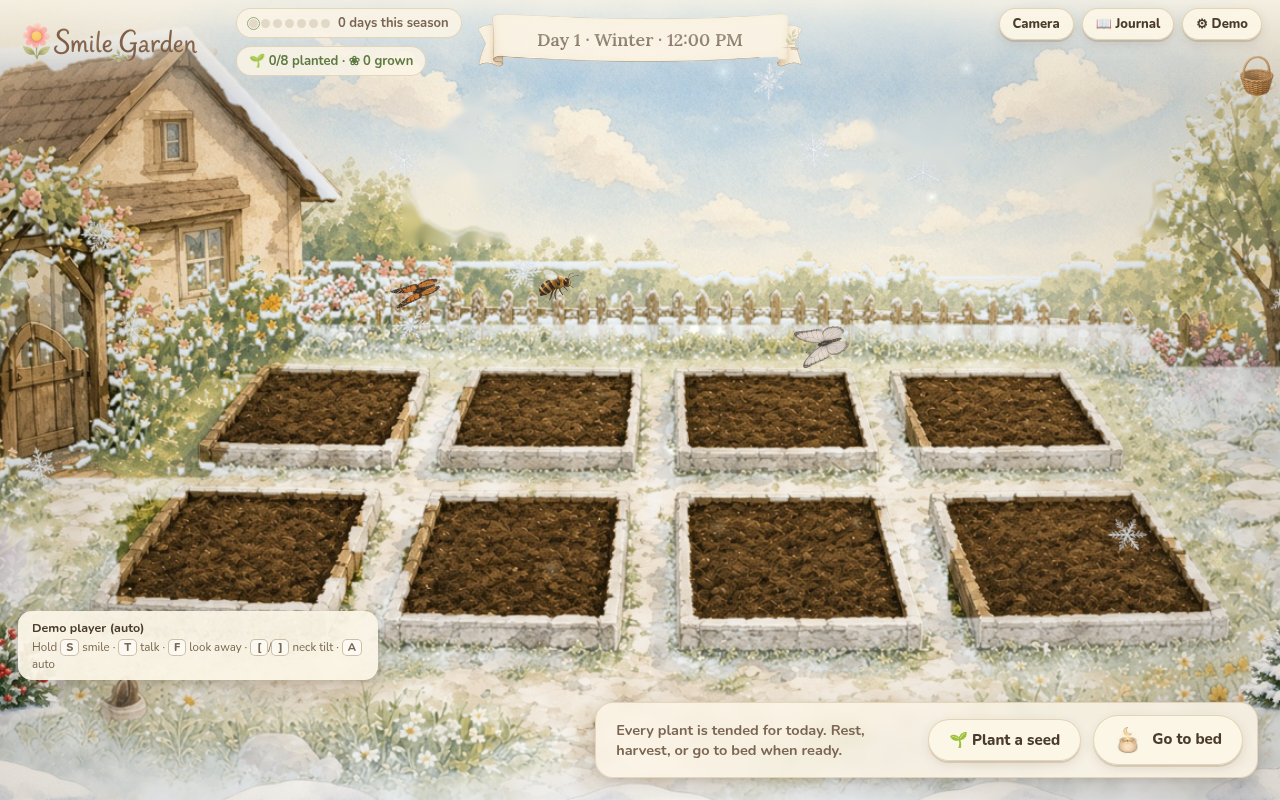 Smile Garden
0 days this season
0/8 planted · 0 grown
Day 1 · Winter · 12:00 PM
Camera
Journal
Demo
Demo player (auto)
Hold S smile · T talk · F look away · [ / ] neck tilt · A
auto
Every plant is tended for today. Rest,
harvest, or go to bed when ready.
Plant a seed
Go to bed